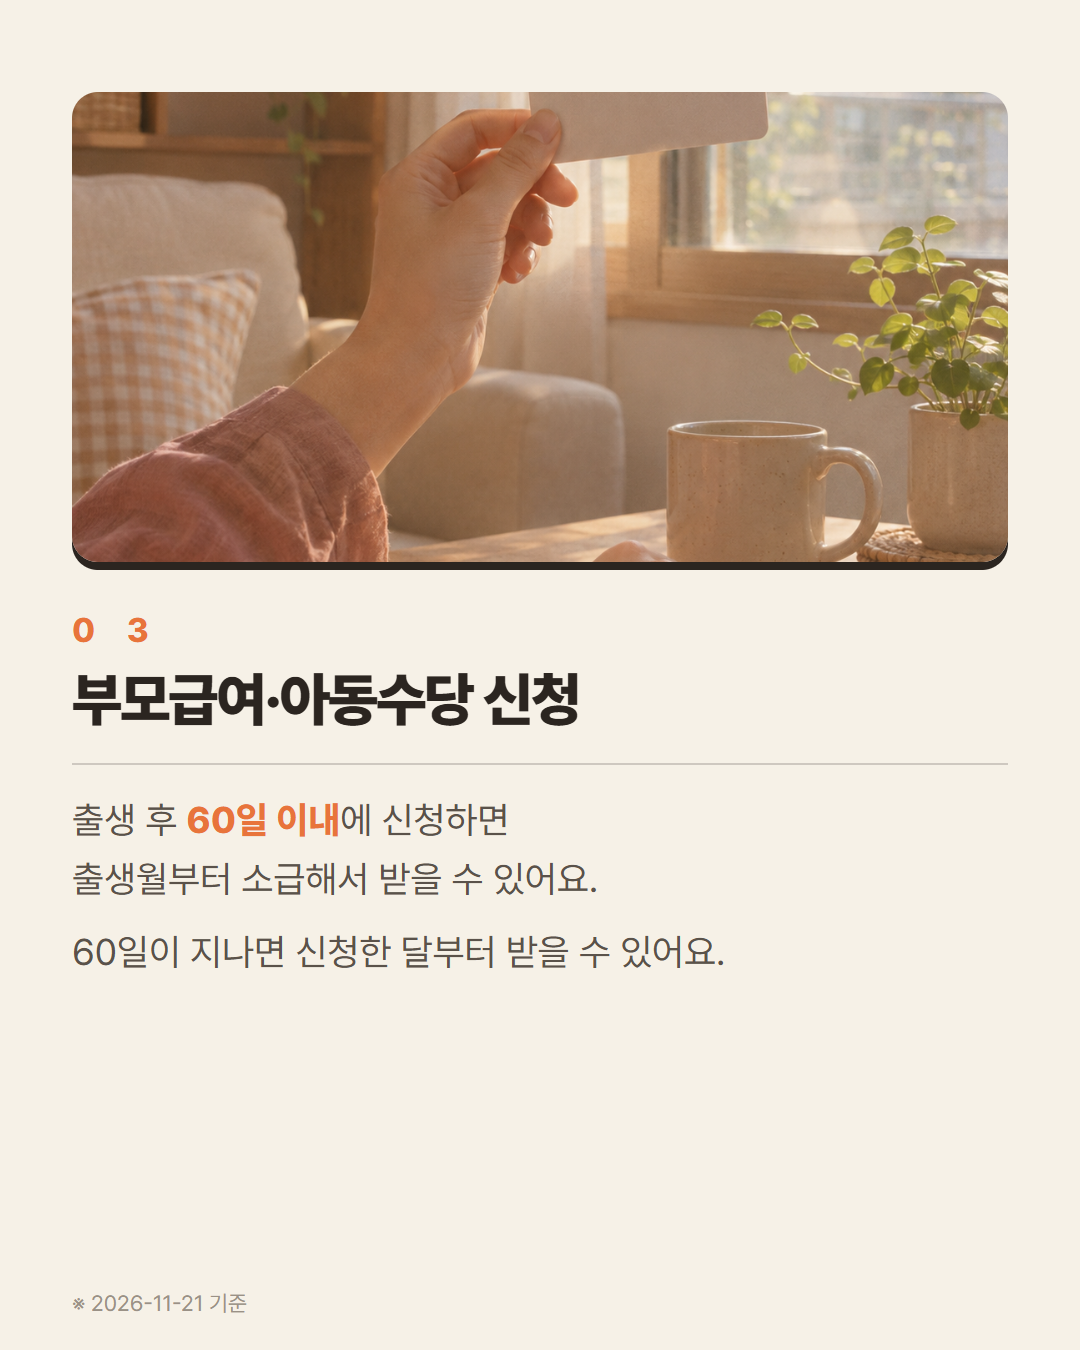 0 3
부모급여·아동수당 신청
출생 후 60일 이내에 신청하면
출생월부터 소급해서 받을 수 있어요.
60일이 지나면 신청한 달부터 받을 수 있어요.
※ 2026-11-21 기준